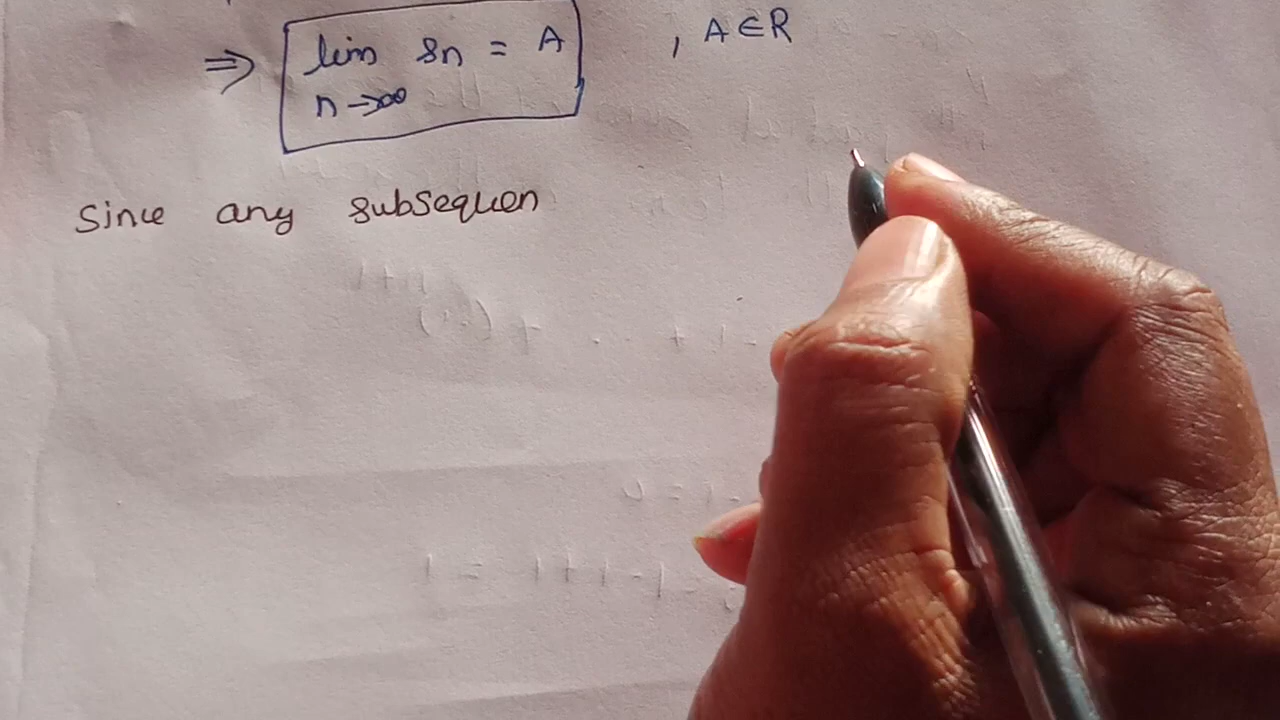 ⇒ lim sn = A , A ∈ R
n→∞
Since any subsequen